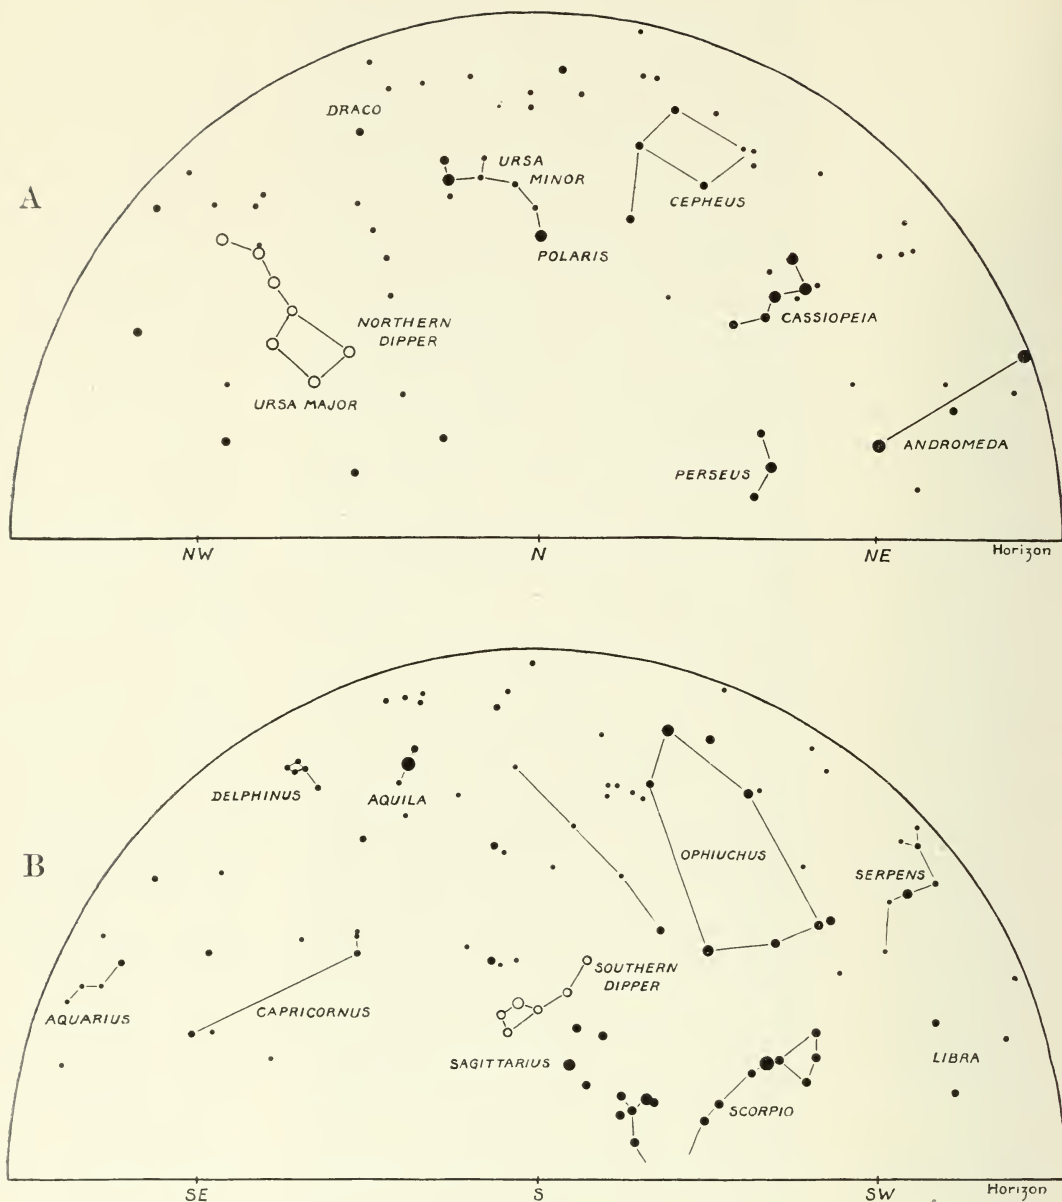 A
DRACO
URSA
MINOR
CEPHEUS
POLARIS
NORTHERN
DIPPER
CASSIOPEIA
URSA MAJOR
ANDROMEDA
PERSEUS
NW
N
NE
Horizon
B
DELPHINUS
AQUILA
OPHIUCHUS
SERPENS
SOUTHERN
DIPPER
AQUARIUS
CAPRICORNUS
SAGITTARIUS
LIBRA
SCORPIO
SE
S
SW
Horizon